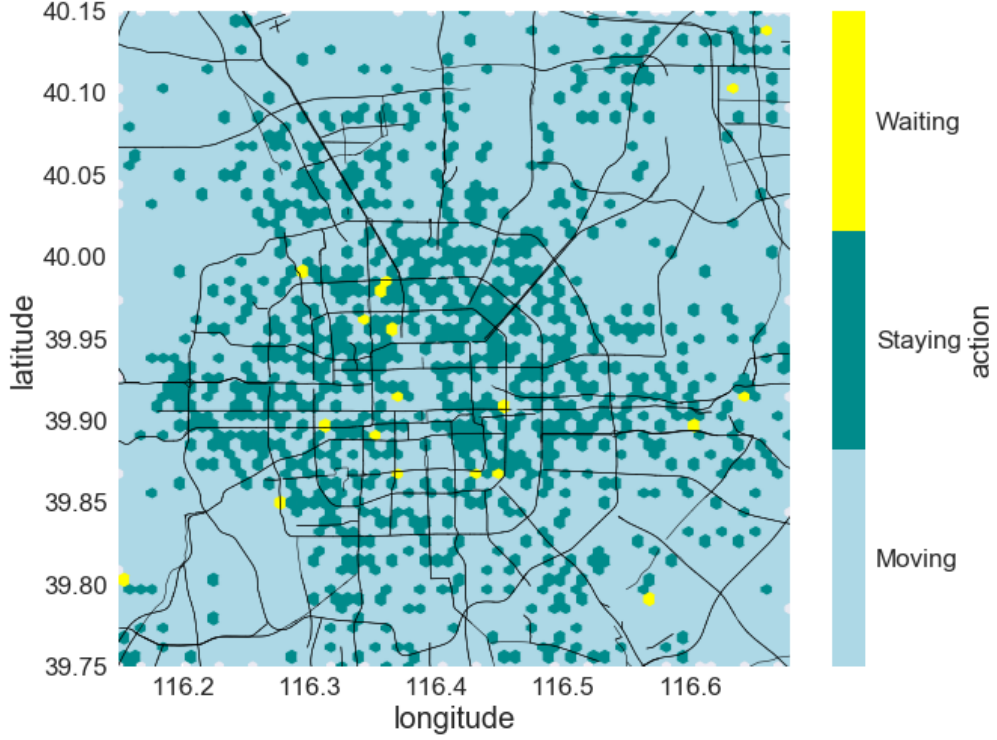 40.15
40.10
40.05
40.00
39.95
39.90
39.85
39.80
39.75
latitude
116.2 116.3 116.4 116.5 116.6
longitude
Waiting
Staying
Moving
action